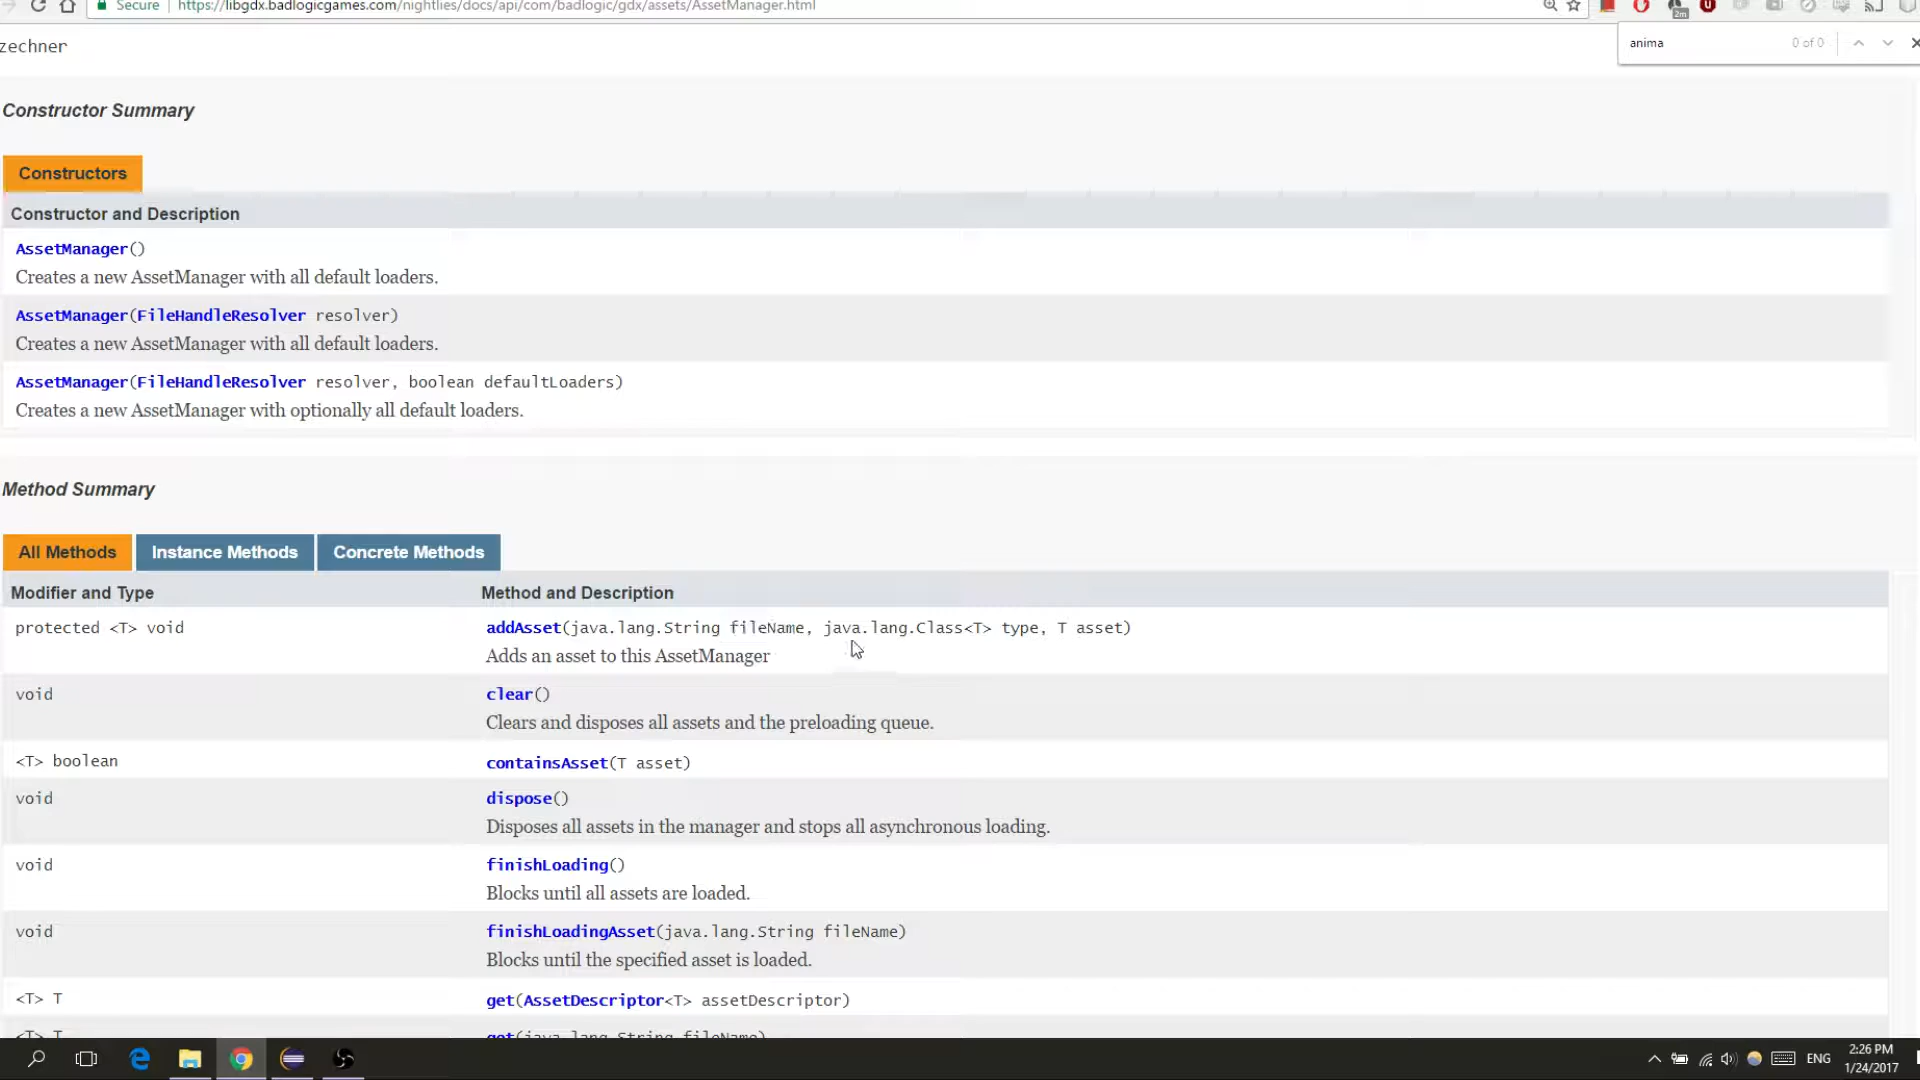 Secure | https://libgdx.badlogicgames.com/nightlies/docs/api/com/badlogic/gdx/assets/AssetManager.html
2m
anima 0 of 0
zechner
Constructor Summary
Constructors
Constructor and Description
AssetManager()
Creates a new AssetManager with all default loaders.
AssetManager(FileHandleResolver resolver)
Creates a new AssetManager with all default loaders.
AssetManager(FileHandleResolver resolver, boolean defaultLoaders)
Creates a new AssetManager with optionally all default loaders.
Method Summary
All Methods Instance Methods Concrete Methods
Modifier and Type Method and Description
protected <T> void addAsset(java.lang.String fileName, java.lang.Class<T> type, T asset)
Adds an asset to this AssetManager
void clear()
Clears and disposes all assets and the preloading queue.
<T> boolean containsAsset(T asset)
void dispose()
Disposes all assets in the manager and stops all asynchronous loading.
void finishLoading()
Blocks until all assets are loaded.
void finishLoadingAsset(java.lang.String fileName)
Blocks until the specified asset is loaded.
<T> T get(AssetDescriptor<T> assetDescriptor)
<T> T get(java.lang.String fileName)
ENG 2:26 PM
1/24/2017